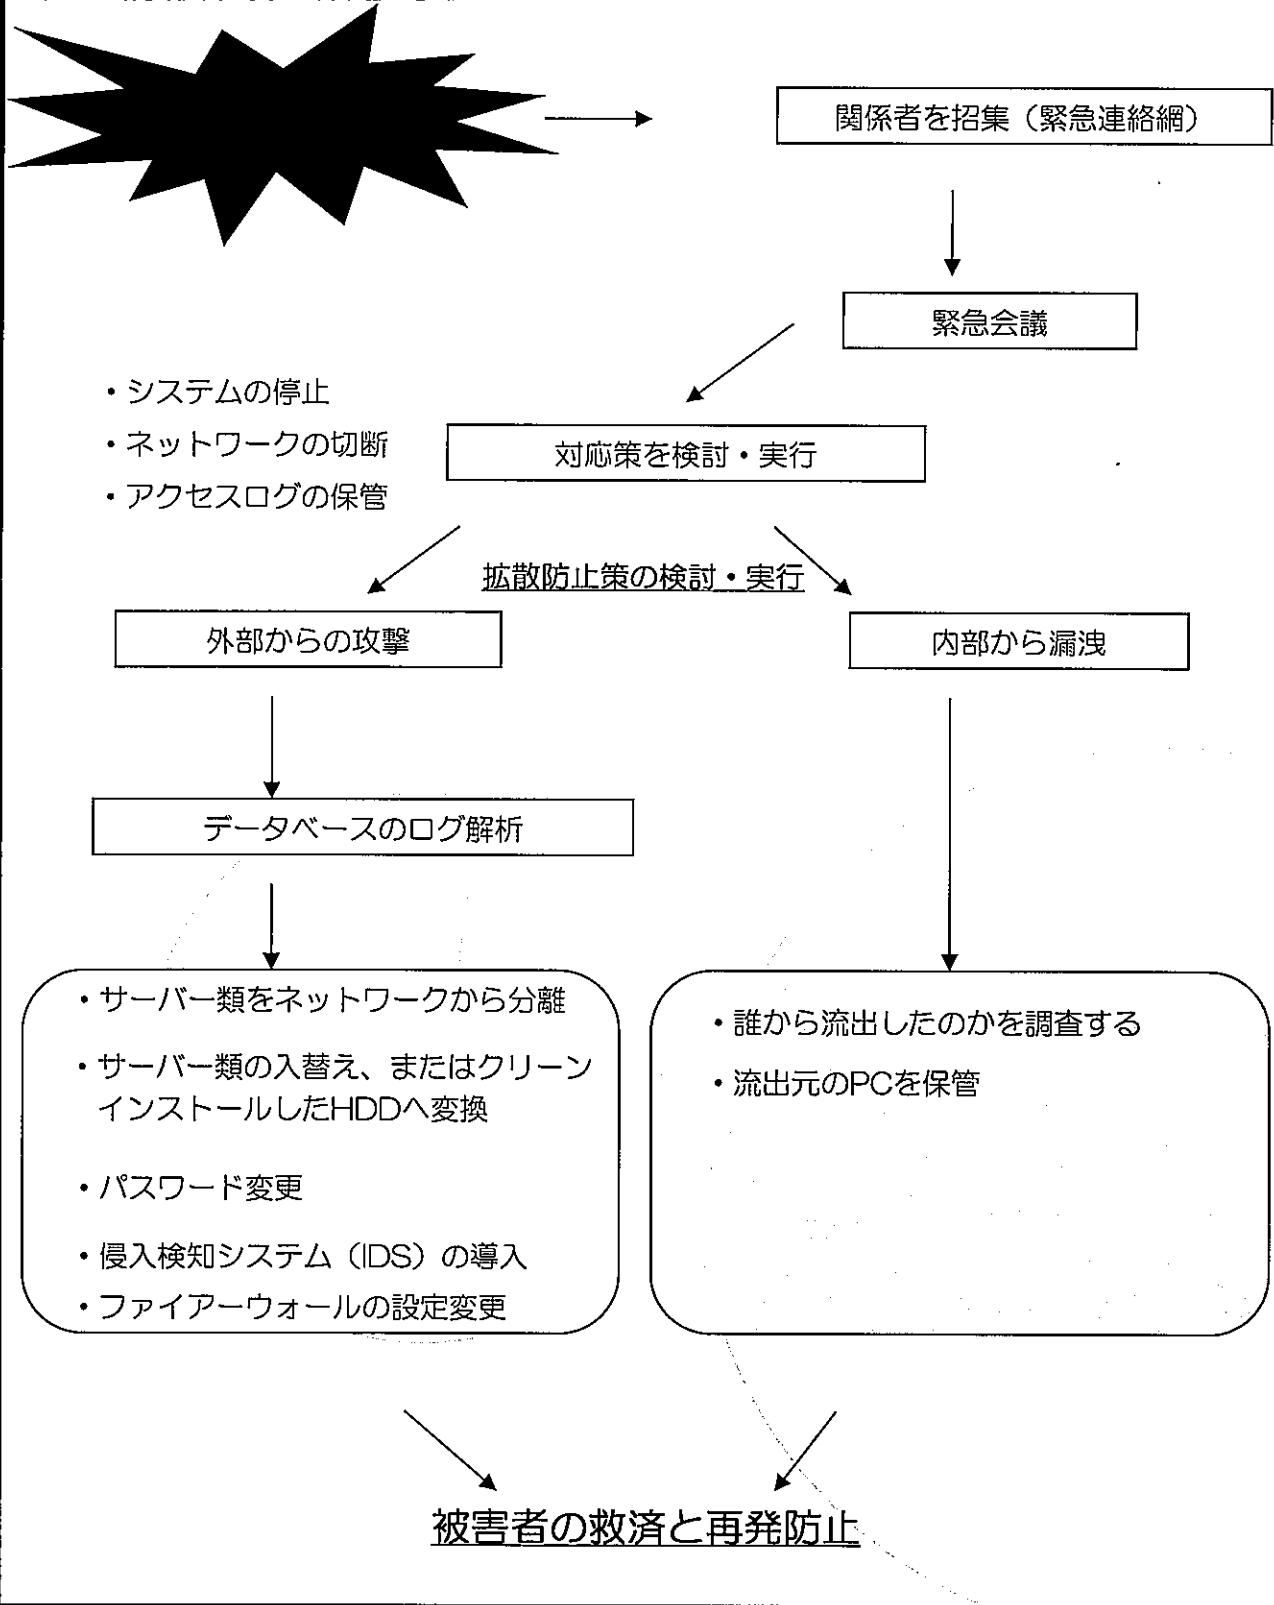 関係者を招集（緊急連絡網）
緊急会議
・システムの停止
・ネットワークの切断
・アクセスログの保管
対応策を検討・実行
拡散防止策の検討・実行
外部からの攻撃
内部から漏洩
データベースのログ解析
・サーバー類をネットワークから分離
・サーバー類の入替え、またはクリーン
インストールしたHDDへ変換
・パスワード変更
・侵入検知システム（IDS）の導入
・ファイアーウォールの設定変更
・誰から流出したのかを調査する
・流出元のPCを保管
被害者の救済と再発防止